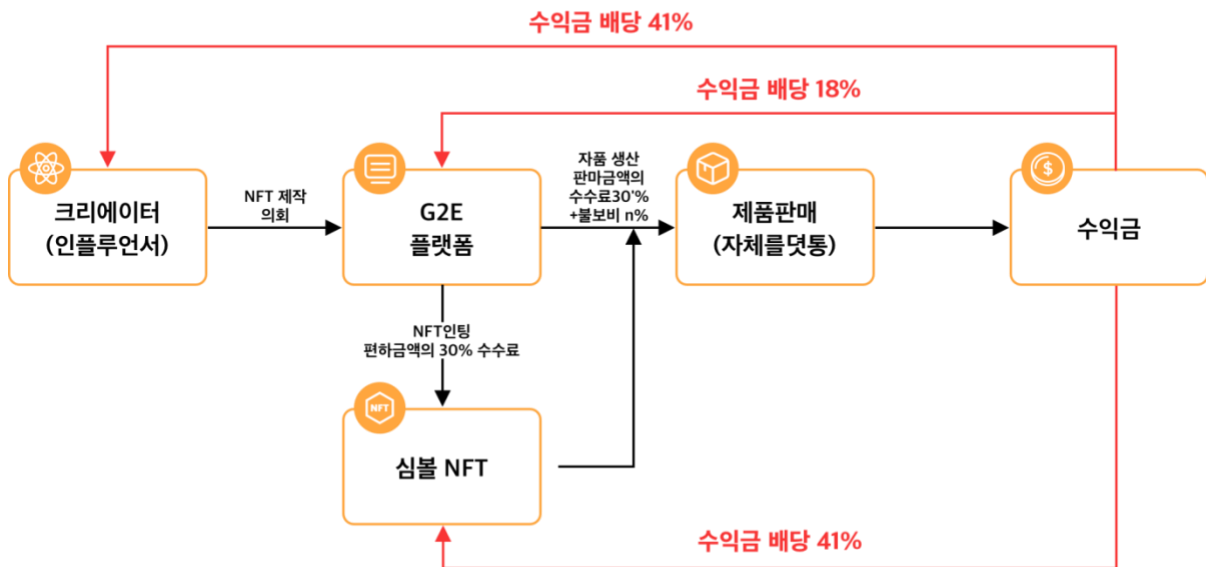 수익금 배당 41%
수익금 배당 18%
크리에이터
(인플루언서)
NFT 제작
의회
G2E
플랫폼
자품 생산
판마금액의
수수료30'%
+불보비 n%
제품판매
(자체를뎟통)
$
수익금
NFT인팅
편하금액의 30% 수수료
NFT
심볼 NFT
수익금 배당 41%